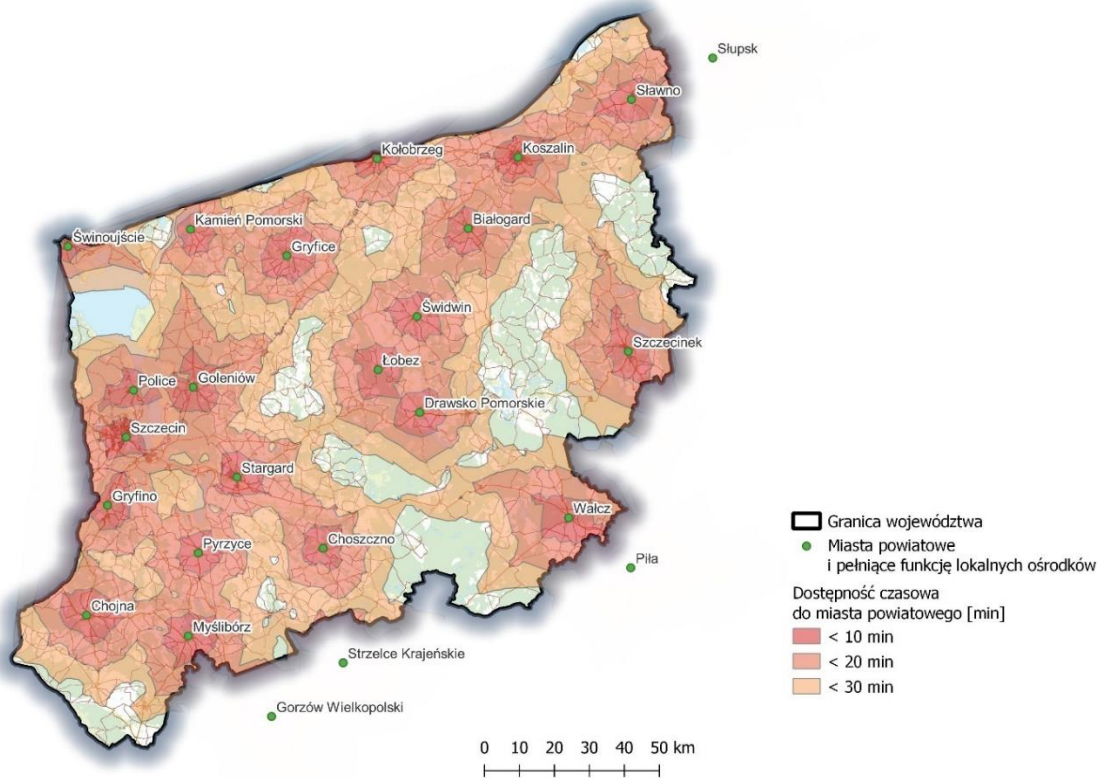 Słupsk
Sławno
Kołobrzeg
Koszalin
Kamień Pomorski
Białogard
Świnoujście
Gryfice
Świdwin
Szczecinek
Łobez
Police
Goleniów
Drawsko Pomorskie
Szczecin
Stargard
Gryfino
Wałcz
Pyrzyce
Choszczno
Piła
Chojna
Myślibórz
Strzelce Krajeńskie
Gorzów Wielkopolski
Granica województwa
Miasta powiatowe
i pełniące funkcję lokalnych ośrodków
Dostępność czasowa
do miasta powiatowego [min]
< 10 min
< 20 min
< 30 min
0 10 20 30 40 50 km